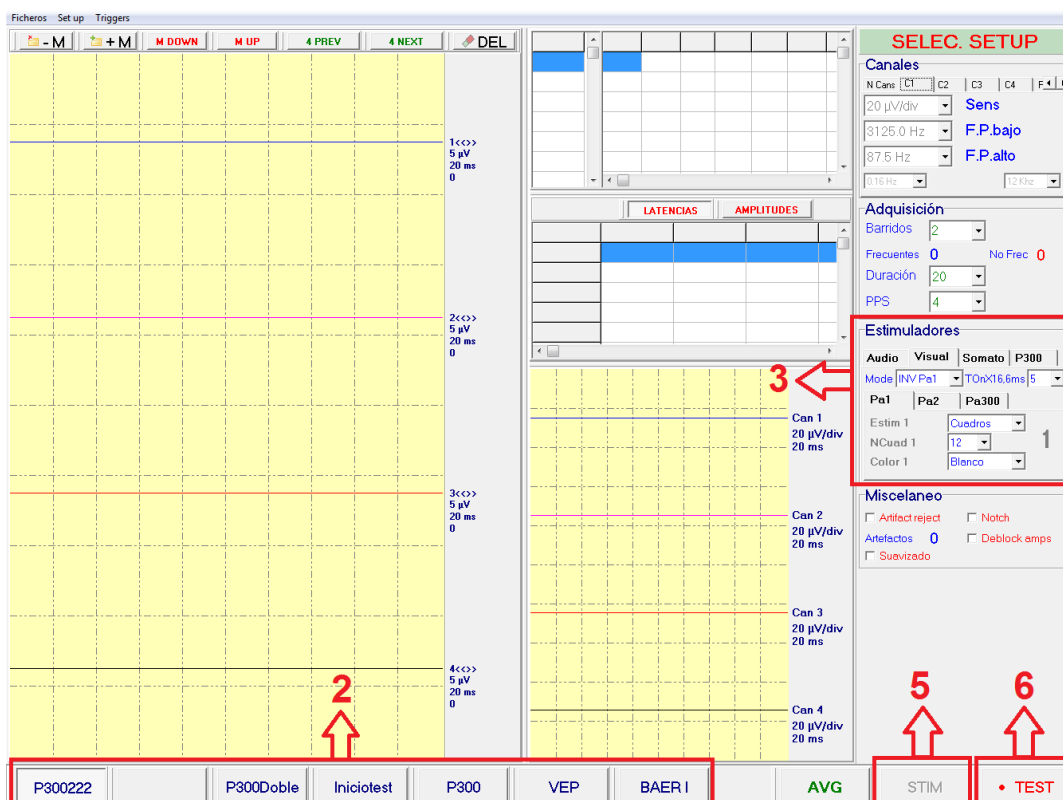 Ficheros Set up Triggers
- M + M M DOWN M UP 4 PREV 4 NEXT DEL
SELEC. SETUP
Canales
N Cans C1 C2 C3 C4
20 µV/div Sens
3125.0 Hz F.P.bajo
87.5 Hz F.P.alto
0.16 Hz 12 Khz
Adquisición
Barridos 2
Frecuentes 0 No Frec 0
Duración 20
PPS 4
Estimuladores
Audio Visual Somato P300
Mode INV Pa1 TOnX16,6ms 5
Pa1 Pa2 Pa300
Estim 1 Cuadros
NCuad 1 12 1
Color 1 Blanco
Miscelaneo
Artifact reject Notch
Artefactos 0 Deblock amps
Suavizado
LATENCIAS AMPLITUDES
1<<>>
5 µV
20 ms
0
2<<>>
5 µV
20 ms
0
3<<>>
5 µV
20 ms
0
4<<>>
5 µV
20 ms
0
3
Can 1
20 µV/div
20 ms
Can 2
20 µV/div
20 ms
Can 3
20 µV/div
20 ms
Can 4
20 µV/div
20 ms
2
5
6
P300222 P300Doble Iniciotest P300 VEP BAER I AVG STIM • TEST